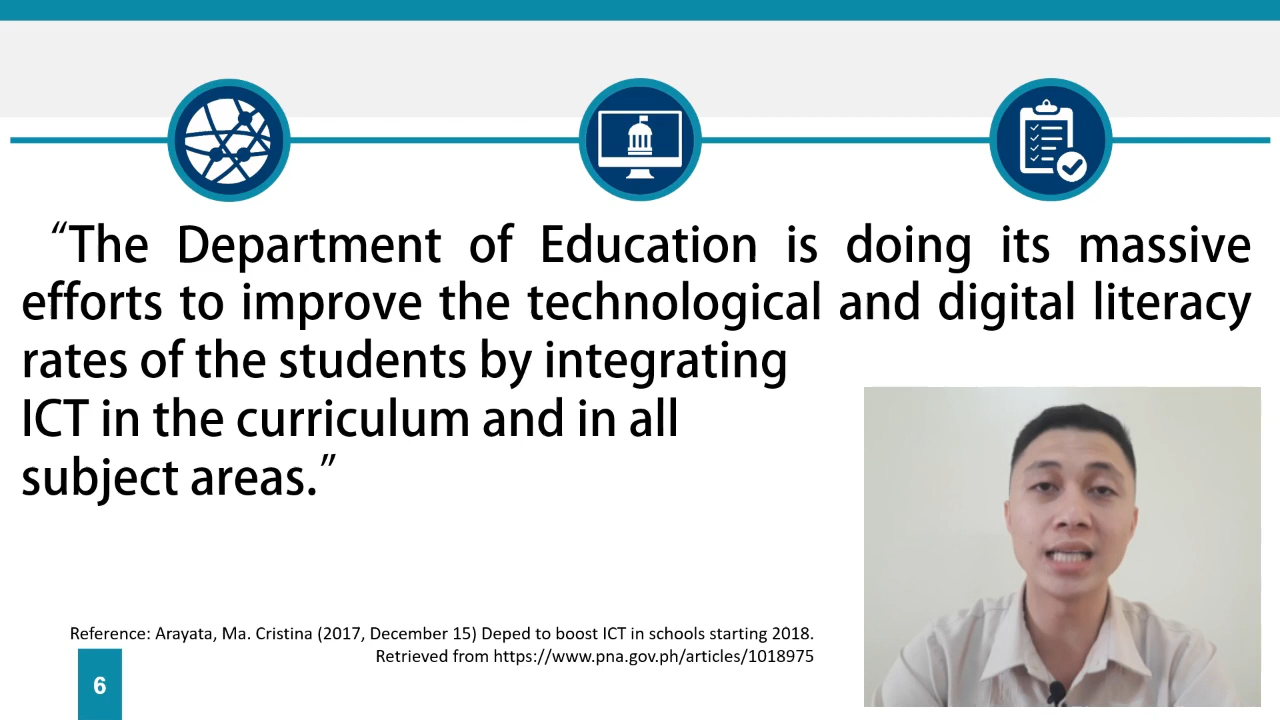 “The Department of Education is doing its massive
efforts to improve the technological and digital literacy
rates of the students by integrating
ICT in the curriculum and in all
subject areas.”
Reference: Arayata, Ma. Cristina (2017, December 15) Deped to boost ICT in schools starting 2018.
Retrieved from https://www.pna.gov.ph/articles/1018975
6